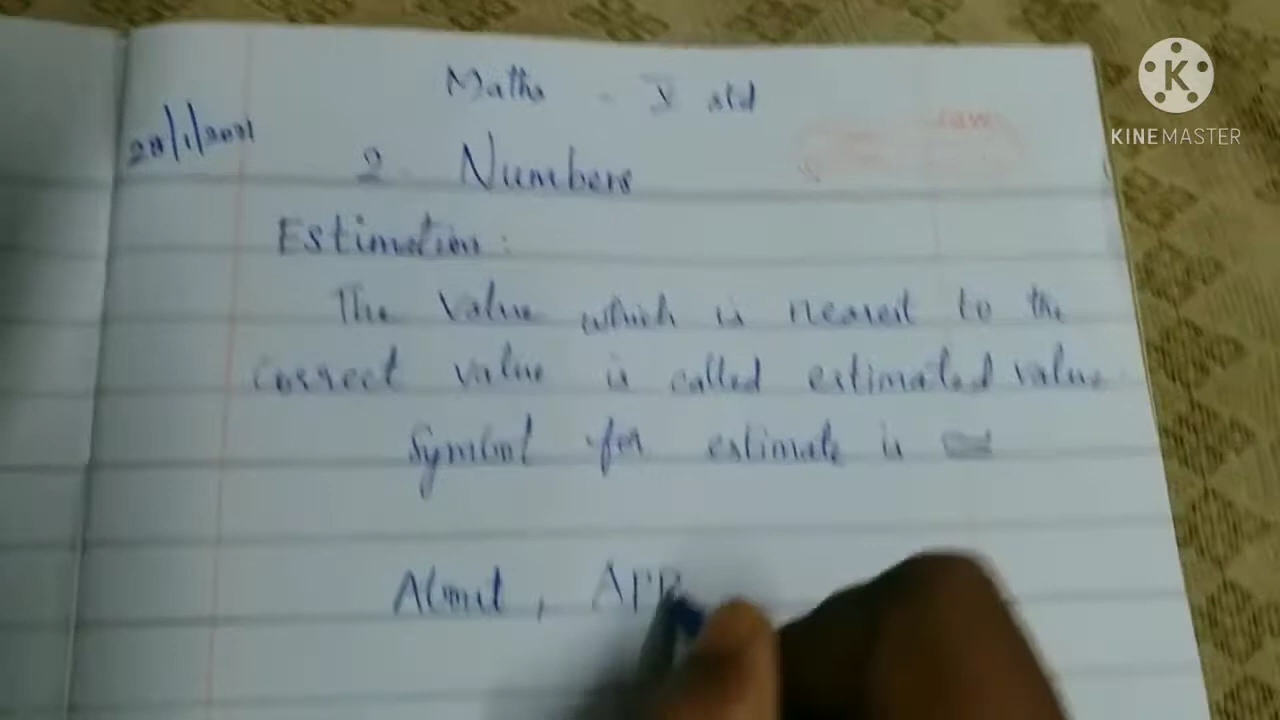 Maths - V std
20/1/2021
2. Numbers
Estimation:
The value which is nearest to the
correct value is called estimated value
Symbol for estimate is ≅
Almost, APP
KINEMASTER